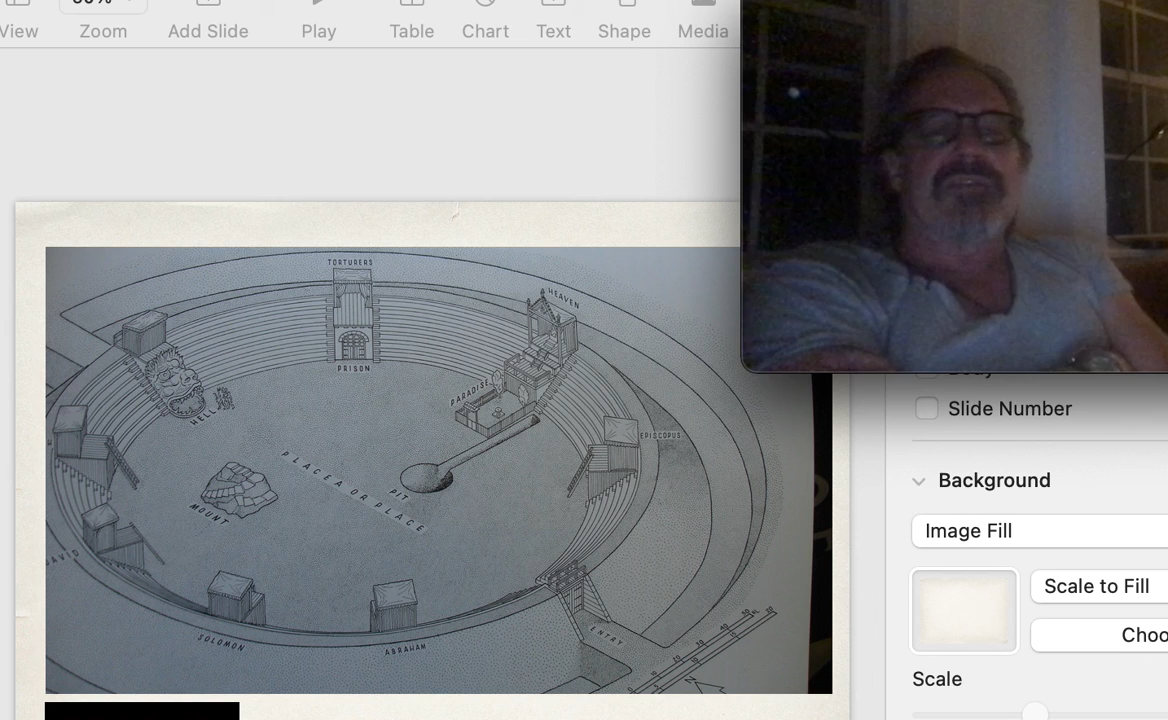 View Zoom Add Slide Play Table Chart Text Shape Media
TORTURERS
HEAVEN
PRISON
PARADISE
HELL
EPISCOPUS
PLACEA OR PLACE
PIT
MOUNT
SOLOMON
ABRAHAM
ENTRY
N
Slide Number
Background
Image Fill
Scale to Fill
Choo
Scale